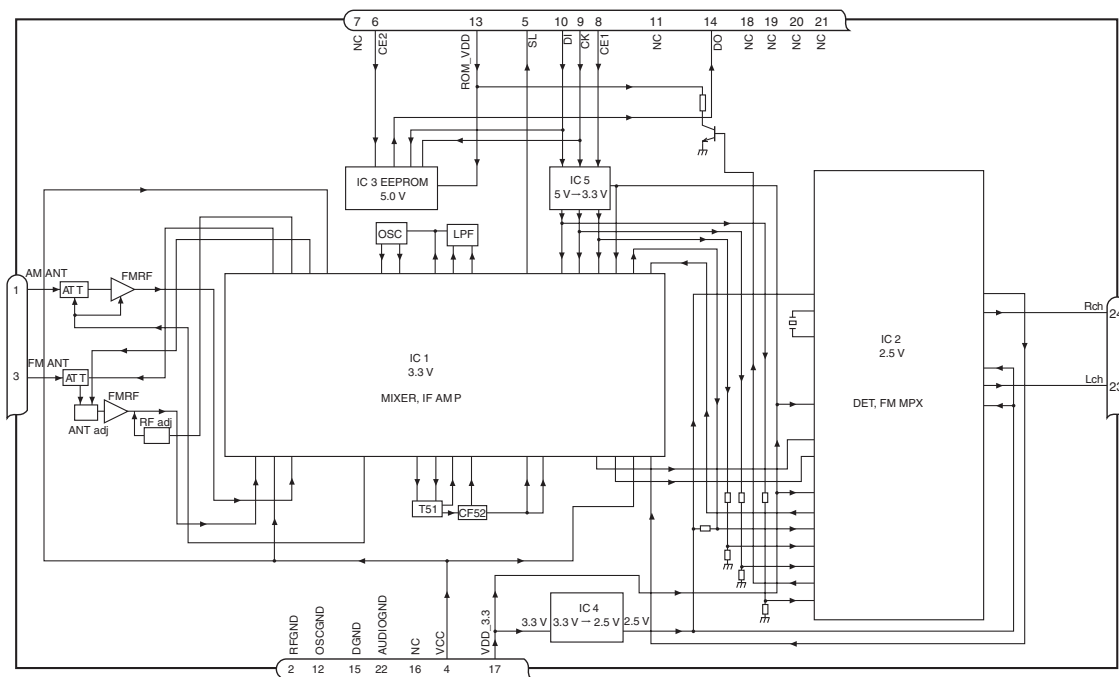 7 6 13 5 10 9 8 11 14 18 19 20 21
NC CE2 ROM_VDD SL DI CK CE1 NC DO NC NC NC NC
IC 3 EEPROM
5.0 V
IC 5
5 V→3.3 V
OSC
LPF
1
AM ANT
ATT
FMRF
3
FM ANT
ATT
FMRF
ANT adj
RF adj
IC 1
3.3 V
MIXER, IF AMP
IC 2
2.5 V
DET, FM MPX
Rch
24
Lch
23
T51
CF52
IC 4
3.3 V 3.3 V→2.5 V 2.5 V
RFGND OSCGND DGND AUDIOGND NC VCC VDD_3.3
2 12 15 22 16 4 17